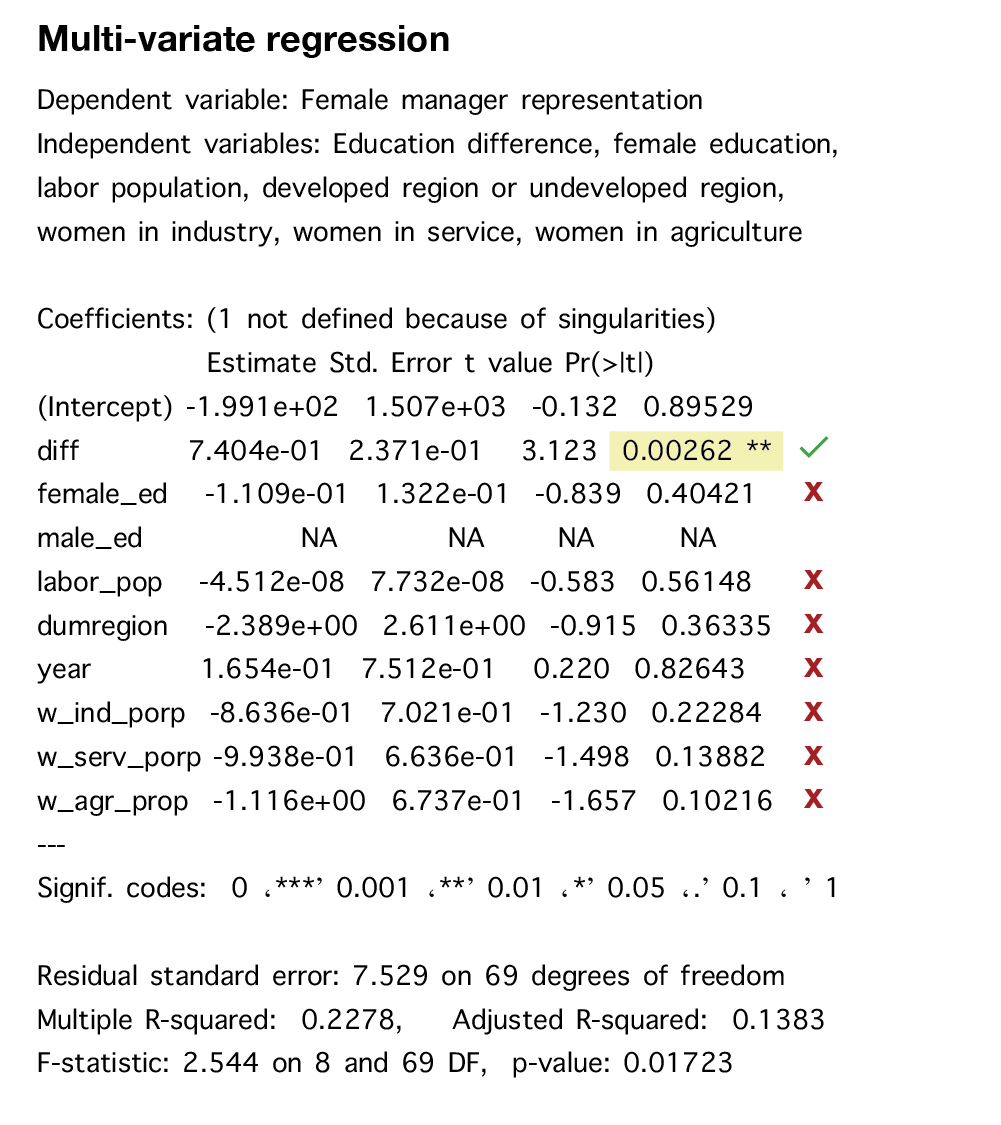 Multi-variate regression
Dependent variable: Female manager representation
Independent variables: Education difference, female education,
labor population, developed region or undeveloped region,
women in industry, women in service, women in agriculture
Coefficients: (1 not defined because of singularities)
Estimate Std. Error t value Pr(>|t|)
(Intercept) -1.991e+02 1.507e+03 -0.132 0.89529
diff 7.404e-01 2.371e-01 3.123 0.00262 ** ✓
female_ed -1.109e-01 1.322e-01 -0.839 0.40421 x
male_ed NA NA NA NA
labor_pop -4.512e-08 7.732e-08 -0.583 0.56148 x
dumregion -2.389e+00 2.611e+00 -0.915 0.36335 x
year 1.654e-01 7.512e-01 0.220 0.82643 x
w_ind_porp -8.636e-01 7.021e-01 -1.230 0.22284 x
w_serv_porp -9.938e-01 6.636e-01 -1.498 0.13882 x
w_agr_prop -1.116e+00 6.737e-01 -1.657 0.10216 x
---
Signif. codes: 0 ‘***’ 0.001 ‘**’ 0.01 ‘*’ 0.05 ‘.’ 0.1 ‘ ’ 1
Residual standard error: 7.529 on 69 degrees of freedom
Multiple R-squared: 0.2278, Adjusted R-squared: 0.1383
F-statistic: 2.544 on 8 and 69 DF, p-value: 0.01723